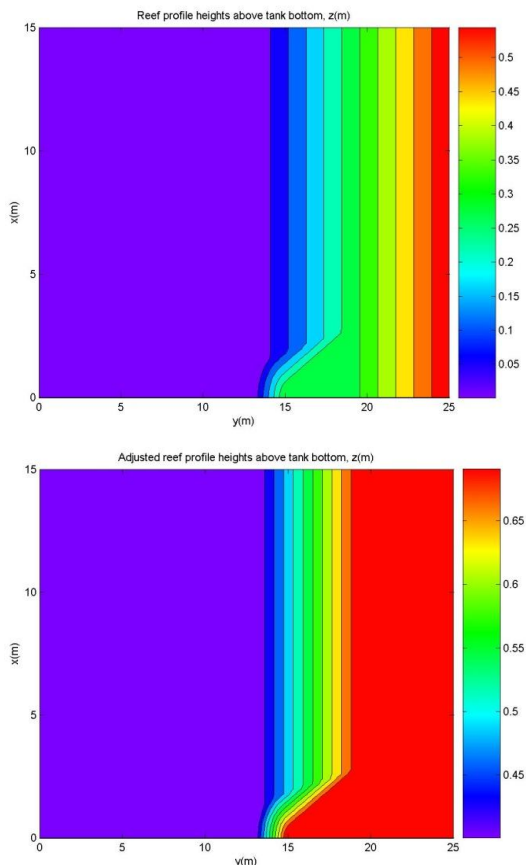 Reef profile heights above tank bottom, z(m)
15
10
5
0
x(m)
0 5 10 15 20 25
y(m)
0.5
0.45
0.4
0.35
0.3
0.25
0.2
0.15
0.1
0.05
Adjusted reef profile heights above tank bottom, z(m)
15
10
5
0
x(m)
0 5 10 15 20 25
y(m)
0.65
0.6
0.55
0.5
0.45